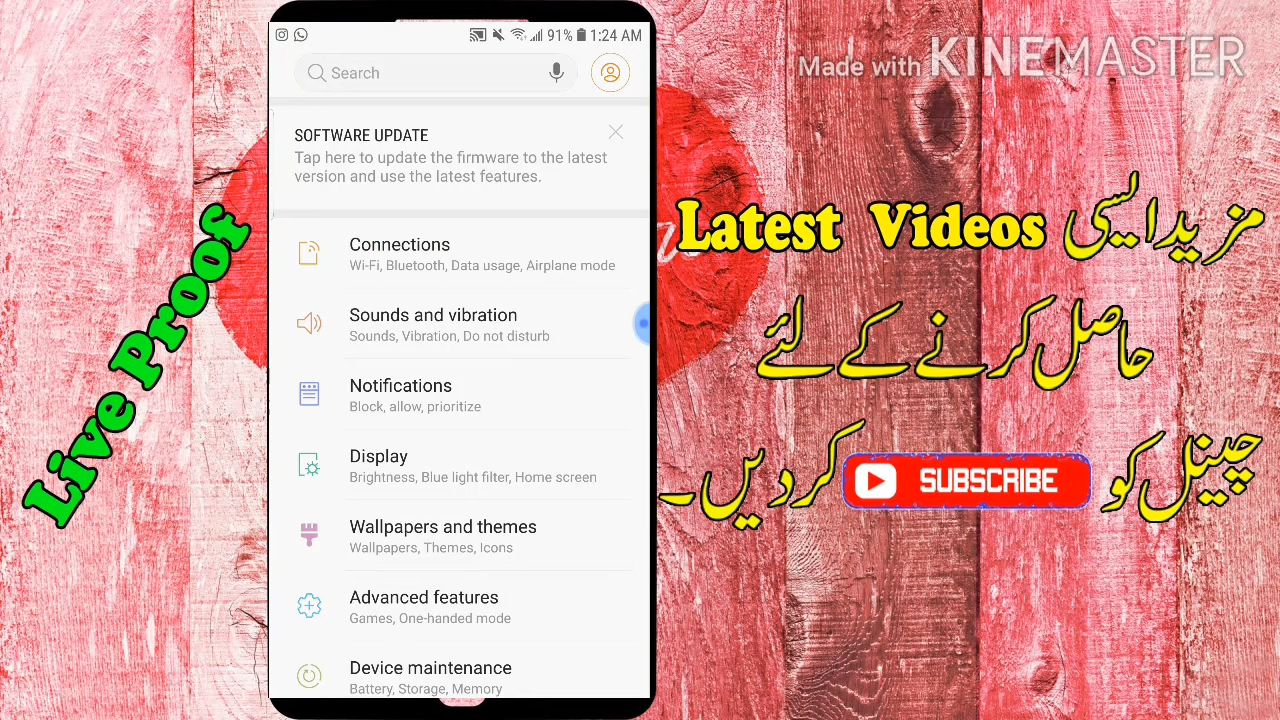 1:24 AM
91%
Made with KINEMASTER
Search
SOFTWARE UPDATE
Tap here to update the firmware to the latest
version and use the latest features.
Connections
Wi-Fi, Bluetooth, Data usage, Airplane mode
Sounds and vibration
Sounds, Vibration, Do not disturb
Notifications
Block, allow, prioritize
Display
Brightness, Blue light filter, Home screen
Wallpapers and themes
Wallpapers, Themes, Icons
Advanced features
Games, One-handed mode
Device maintenance
Battery, Storage, Memory
Live Proof
مزید ایسی Latest Videos
حاصل کرنے کے لئے
چینل کو SUBSCRIBE کر دیں۔